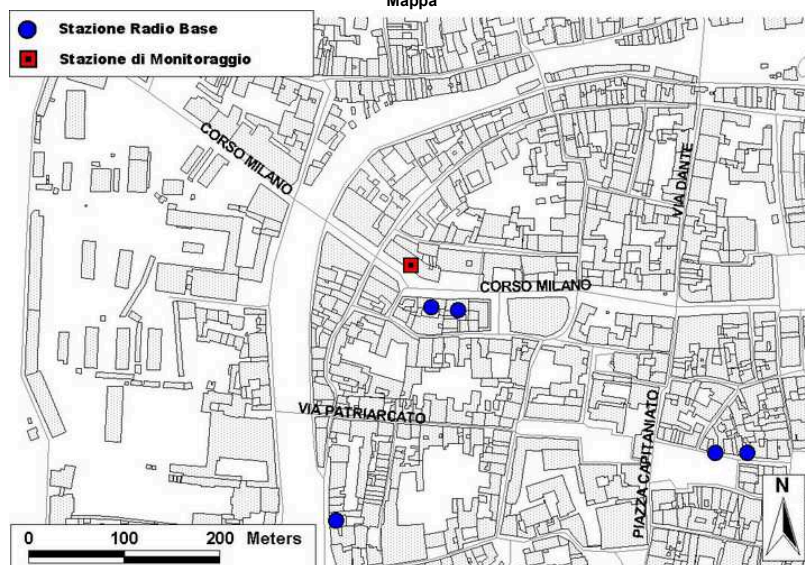 Mappa
Stazione Radio Base
Stazione di Monitoraggio
CORSO MILANO
VIA DANTE
CORSO MILANO
VIA PATRIARCATO
PIAZZA CAPITANIATO
N
0 100 200 Meters